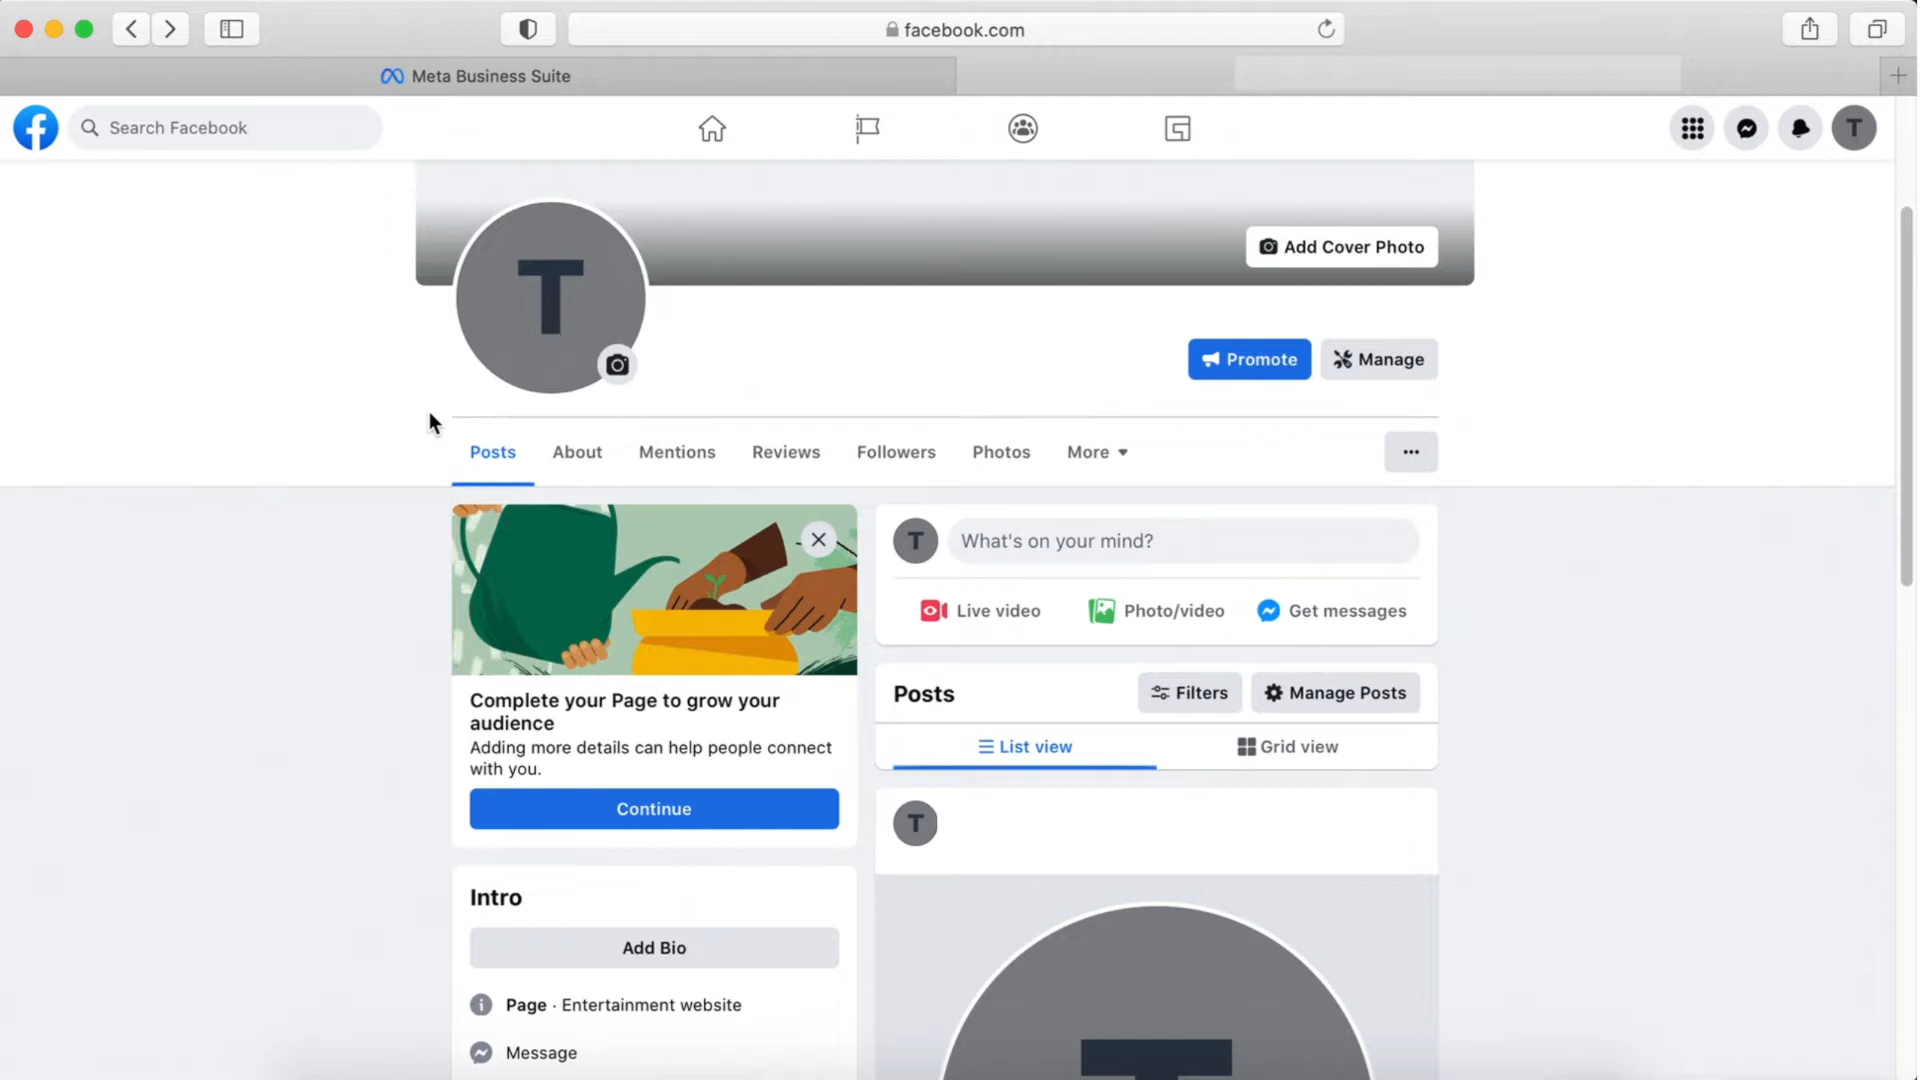 facebook.com
Meta Business Suite
Search Facebook
T
T
Add Cover Photo
Promote
Manage
Posts
About
Mentions
Reviews
Followers
Photos
More
Complete your Page to grow your
audience
Adding more details can help people connect
with you.
Continue
Intro
Add Bio
Page · Entertainment website
Message
T
What's on your mind?
Live video
Photo/video
Get messages
Posts
Filters
Manage Posts
List view
Grid view
T
T